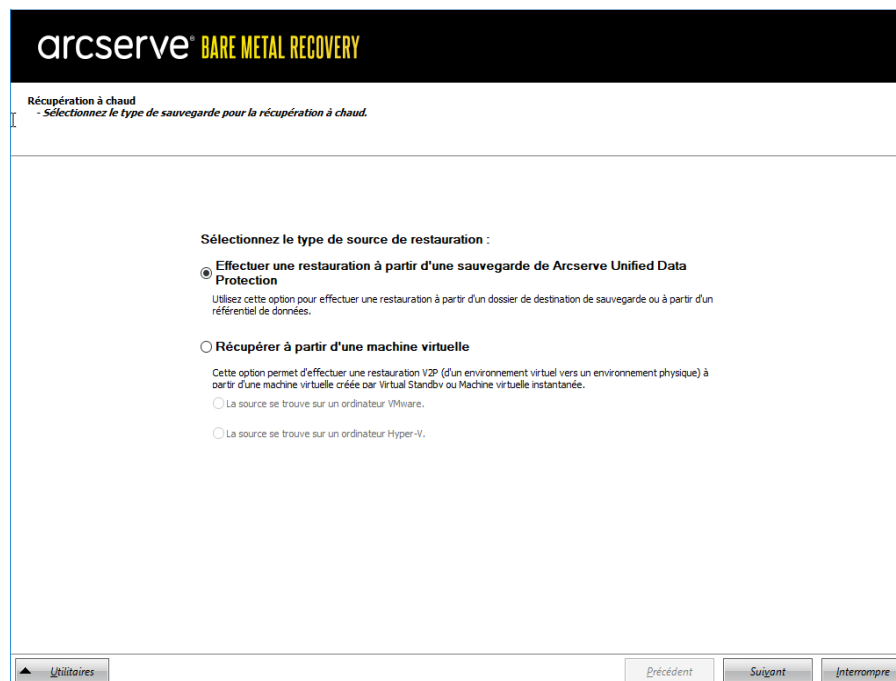 arcserve® BARE METAL RECOVERY
Récupération à chaud
- Sélectionnez le type de sauvegarde pour la récupération à chaud.
Sélectionnez le type de source de restauration :
Effectuer une restauration à partir d'une sauvegarde de Arcserve Unified Data
Protection
Utilisez cette option pour effectuer une restauration à partir d'un dossier de destination de sauvegarde ou à partir d'un
référentiel de données.
Récupérer à partir d'une machine virtuelle
Cette option permet d'effectuer une restauration V2P (d'un environnement virtuel vers un environnement physique) à
partir d'une machine virtuelle créée par Virtual Standby ou Machine virtuelle instantanée.
La source se trouve sur un ordinateur VMware.
La source se trouve sur un ordinateur Hyper-V.
Utilitaires
Précédent
Suivant
Interrompre